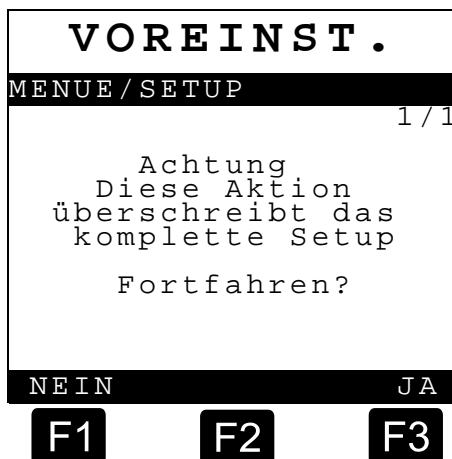 VOREINST.
MENUE/SETUP
1/1
Achtung
Diese Aktion
überschreibt das
komplette Setup
Fortfahren?
NEIN JA
F1 F2 F3